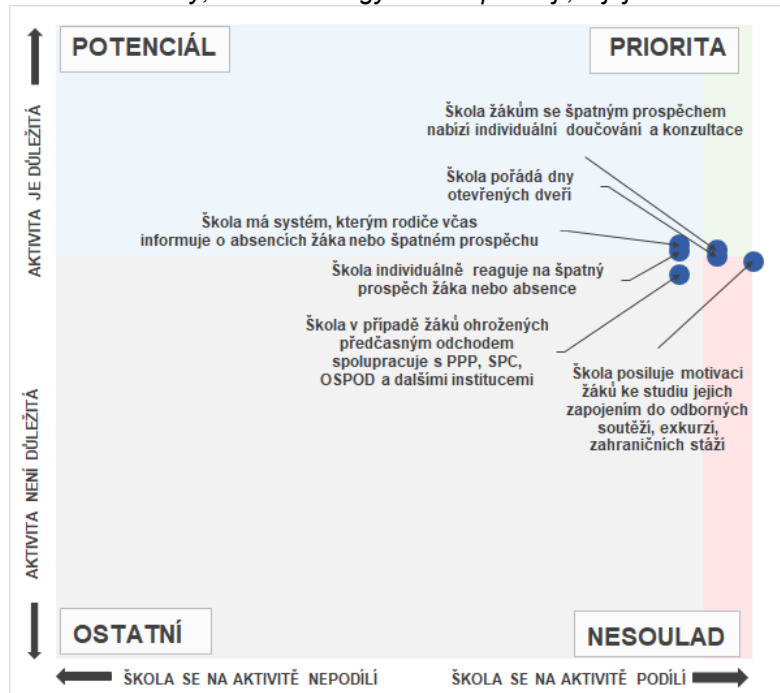 POTENCIÁL
PRIORITA
AKTIVITA JE DŮLEŽITÁ
Škola žákům se špatným prospěchem
nabízí individuální doučování a konzultace
Škola pořádá dny
otevřených dveří
Škola má systém, kterým rodiče včas
informuje o absencích žáka nebo špatném prospěchu
Škola individuálně reaguje na špatný
prospěch žáka nebo absence
Škola v případě žáků ohrožených
předčasným odchodem
spolupracuje s PPP, SPC,
OSPOD a dalšími institucemi
Škola posiluje motivaci
žáků ke studiu jejich
zapojením do odborných
soutěží, exkurzí,
zahraničních stáží
AKTIVITA NENÍ DŮLEŽITÁ
OSTATNÍ
NESOULAD
ŠKOLA SE NA AKTIVITĚ NEPODÍLÍ
ŠKOLA SE NA AKTIVITĚ PODÍLÍ